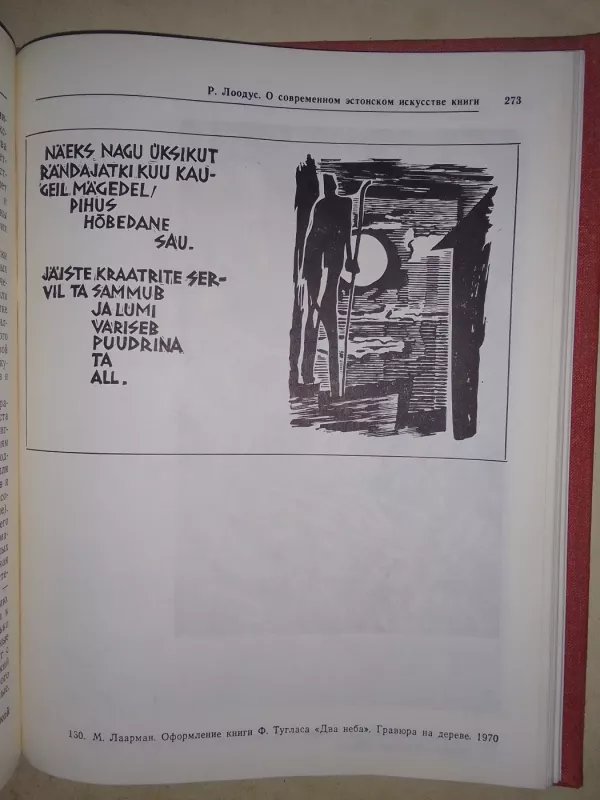 Р. Лоодус. О современном эстонском искусстве книги 273
NÄEKS NAGU ÜKSIKUT
RÄNDAJATKI KUU KAU-
GEIL MÄGEDEL/
PIHUS
HÕBEDANE
SAU.
JÄISTE KRAATRITE SER-
VIL TA SAMMUB
JA LUMI
VARISEB
PUUDRINA
TA
ALL.
150. М. Лаарман. Оформление книги Ф. Тугласа «Два неба». Гравюра на дереве. 1970